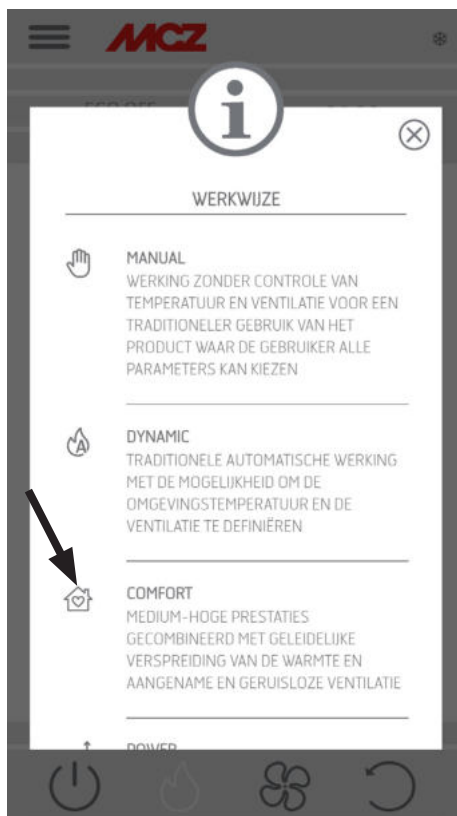 MCZ
WERKWIJZE
MANUAL
WERKING ZONDER CONTROLE VAN
TEMPERATUUR EN VENTILATIE VOOR EEN
TRADITIONELER GEBRUIK VAN HET
PRODUCT WAAR DE GEBRUIKER ALLE
PARAMETERS KAN KIEZEN
DYNAMIC
TRADITIONELE AUTOMATISCHE WERKING
MET DE MOGELIJKHEID OM DE
OMGEVINGSTEMPERATUUR EN DE
VENTILATIE TE DEFINIËREN
COMFORT
MEDIUM-HOGE PRESTATIES
GECOMBINEERD MET GELEIDELIJKE
VERSPREIDING VAN DE WARMTE EN
AANGENAME EN GERUISLOZE VENTILATIE
POWER